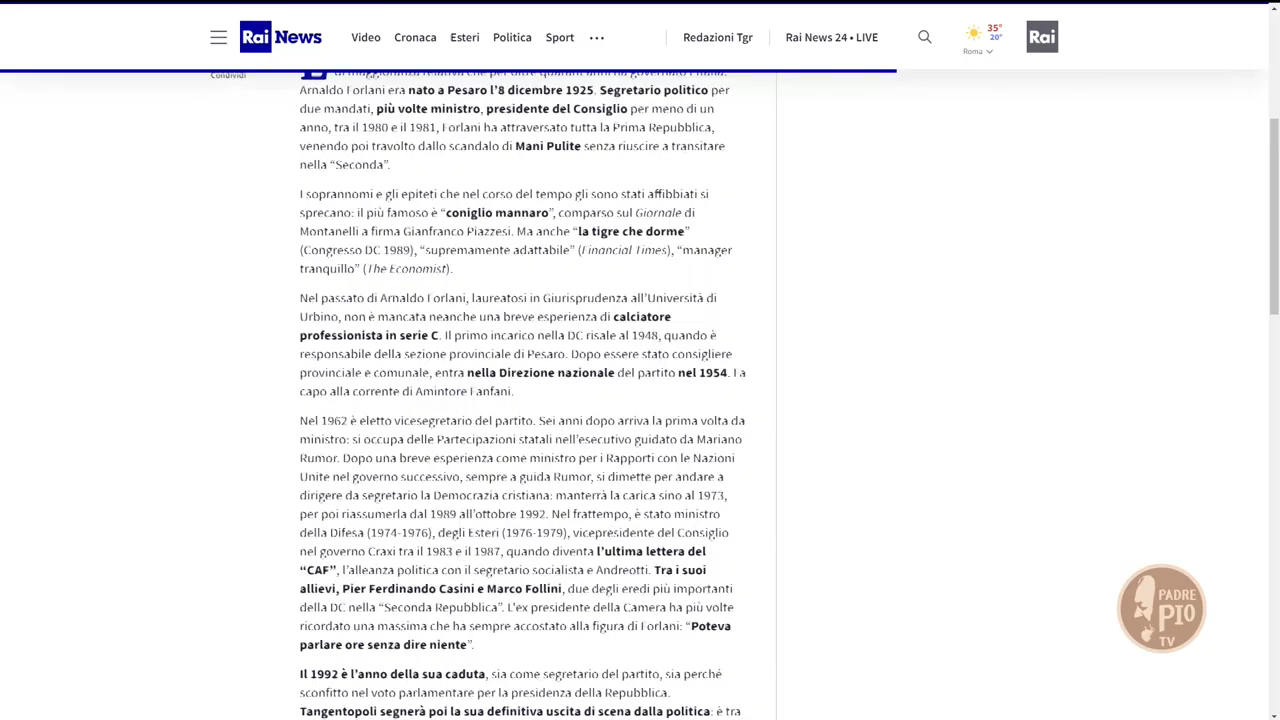 Rai News Video Cronaca Esteri Politica Sport ••• Redazioni Tgr Rai News 24 • LIVE 35° 20° Roma Rai
Condividi di maggioranza relativa che per oltre quarant'anni ha governato l'Italia.
Arnaldo Forlani era nato a Pesaro l’8 dicembre 1925. Segretario politico per
due mandati, più volte ministro, presidente del Consiglio per meno di un
anno, tra il 1980 e il 1981, Forlani ha attraversato tutta la Prima Repubblica,
venendo poi travolto dallo scandalo di Mani Pulite senza riuscire a transitare
nella “Seconda”.
I soprannomi e gli epiteti che nel corso del tempo gli sono stati affibbiati si
sprecano: il più famoso è “coniglio mannaro”, comparso sul Giornale di
Montanelli a firma Gianfranco Piazzesi. Ma anche “la tigre che dorme”
(Congresso DC 1989), “supremamente adattabile” (Financial Times), “manager
tranquillo” (The Economist).
Nel passato di Arnaldo Forlani, laureatosi in Giurisprudenza all’Università di
Urbino, non è mancata neanche una breve esperienza di calciatore
professionista in serie C. Il primo incarico nella DC risale al 1948, quando è
responsabile della sezione provinciale di Pesaro. Dopo essere stato consigliere
provinciale e comunale, entra nella Direzione nazionale del partito nel 1954. Fa
capo alla corrente di Amintore Fanfani.
Nel 1962 è eletto vicesegretario del partito. Sei anni dopo arriva la prima volta da
ministro: si occupa delle Partecipazioni statali nell’esecutivo guidato da Mariano
Rumor. Dopo una breve esperienza come ministro per i Rapporti con le Nazioni
Unite nel governo successivo, sempre a guida Rumor, si dimette per andare a
dirigere da segretario la Democrazia cristiana: manterrà la carica sino al 1973,
per poi riassumerla dal 1989 all’ottobre 1992. Nel frattempo, è stato ministro
della Difesa (1974-1976), degli Esteri (1976-1979), vicepresidente del Consiglio
nel governo Craxi tra il 1983 e il 1987, quando diventa l’ultima lettera del
“CAF”, l’alleanza politica con il segretario socialista e Andreotti. Tra i suoi
allievi, Pier Ferdinando Casini e Marco Follini, due degli eredi più importanti
della DC nella “Seconda Repubblica”. L'ex presidente della Camera ha più volte
ricordato una massima che ha sempre accostato alla figura di Forlani: “Poteva
parlare ore senza dire niente”.
Il 1992 è l’anno della sua caduta, sia come segretario del partito, sia perché
sconfitto nel voto parlamentare per la presidenza della Repubblica.
Tangentopoli segnerà poi la sua definitiva uscita di scena dalla politica: è tra
PADRE
PIO
TV